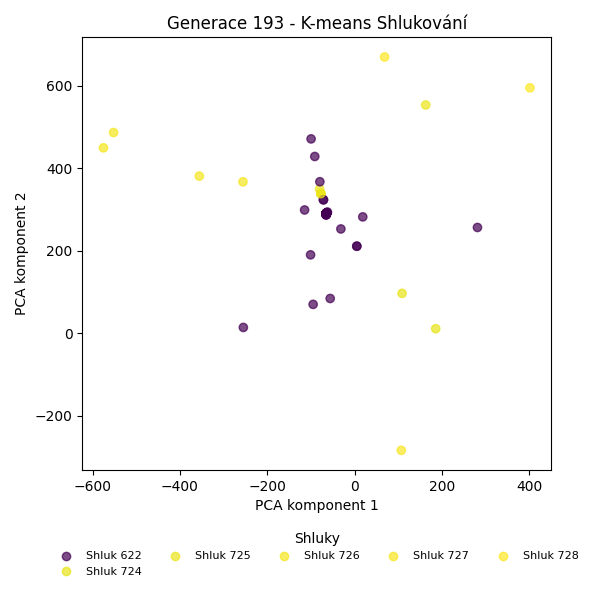 Generace 193 - K-means Shlukování
600
400
200
0
−200
PCA komponent 2
−600 −400 −200 0 200 400
PCA komponent 1
Shluky
Shluk 622 Shluk 725 Shluk 726 Shluk 727 Shluk 728
Shluk 724